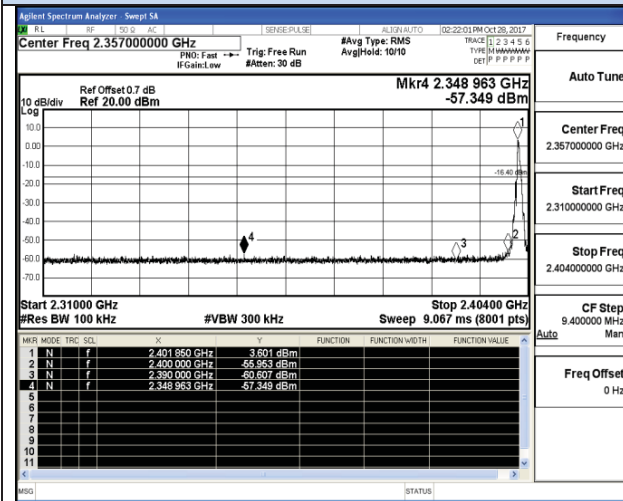 Agilent Spectrum Analyzer - Swept SA
RL RF 50 Ω AC SENSE:PULSE ALIGN AUTO 02:22:01 PM Oct 28, 2017
Center Freq 2.357000000 GHz
PNO: Fast
IFGain:Low
Trig: Free Run
#Atten: 30 dB
#Avg Type: RMS
Avg|Hold: 10/10
TRACE 1 2 3 4 5 6
TYPE M
DET P P P P P P
Ref Offset 0.7 dB
Ref 20.00 dBm
10 dB/div
Log
Mkr4 2.348 963 GHz
-57.349 dBm
10.0
0.00
-10.0
-20.0
-30.0
-40.0
-50.0
-60.0
-70.0
1
-16.40 dBm
4
3
2
Start 2.31000 GHz
Stop 2.40400 GHz
#Res BW 100 kHz
#VBW 300 kHz
Sweep 9.067 ms (8001 pts)
MKR MODE TRC SCL X Y FUNCTION FUNCTION WIDTH FUNCTION VALUE
1 N f 2.401 850 GHz 3.601 dBm
2 N f 2.400 000 GHz -55.953 dBm
3 N f 2.390 000 GHz -60.607 dBm
4 N f 2.348 963 GHz -57.349 dBm
5
6
7
8
9
10
11
MSG
STATUS
Frequency
Auto Tune
Center Freq
2.357000000 GHz
Start Freq
2.310000000 GHz
Stop Freq
2.404000000 GHz
CF Step
9.400000 MHz
Auto Man
Freq Offset
0 Hz